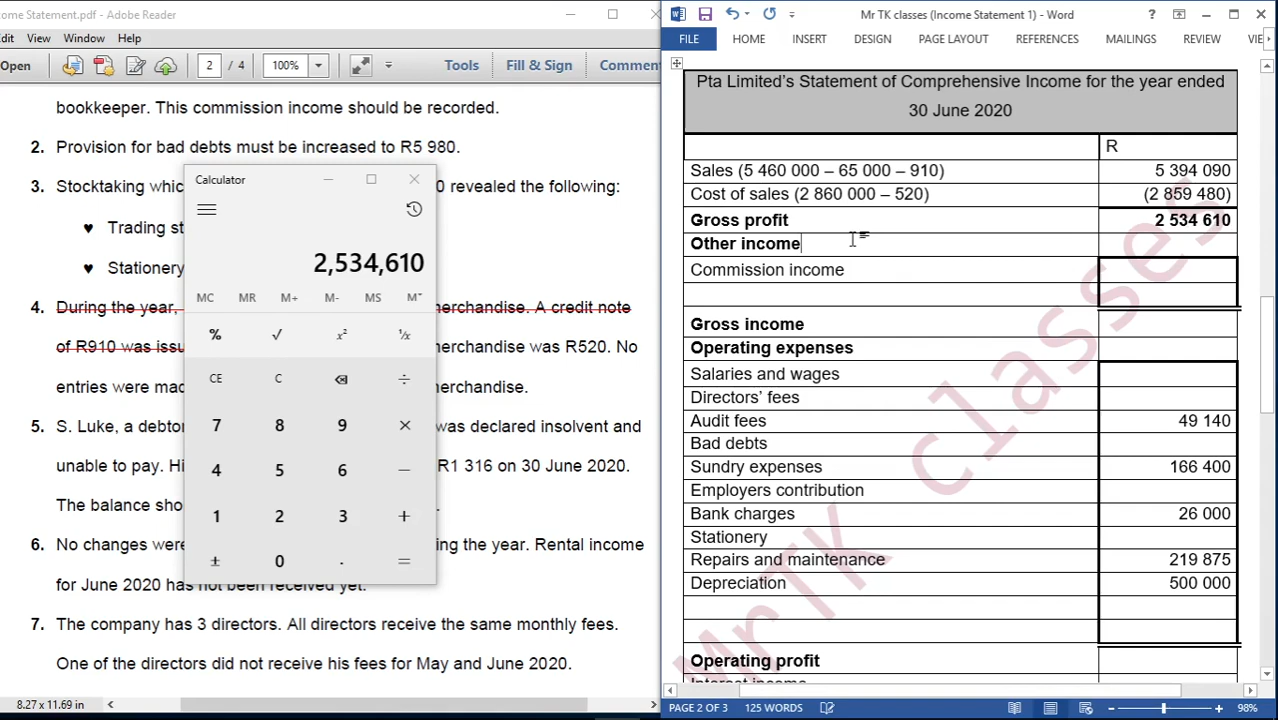 Income Statement.pdf - Adobe Reader
Edit View Window Help
Open 2 / 4 100% Tools Fill & Sign Comment
bookkeeper. This commission income should be recorded.
2. Provision for bad debts must be increased to R5 980.
3. Stocktaking which 0 revealed the following:
♥ Trading st
♥ Stationery
4. During the year, merchandise. A credit note
of R910 was issu merchandise was R520. No
entries were mad merchandise.
5. S. Luke, a debtor was declared insolvent and
unable to pay. Hi R1 316 on 30 June 2020.
The balance sho
6. No changes were ing the year. Rental income
for June 2020 has not been received yet.
7. The company has 3 directors. All directors receive the same monthly fees.
One of the directors did not receive his fees for May and June 2020.
8.27 x 11.69 in
Calculator
2,534,610
MC MR M+ M- MS M˅
% √ x² ¹/x
CE C ⌫ ÷
7 8 9 ×
4 5 6 −
1 2 3 +
± 0 . =
Mr TK classes (Income Statement 1) - Word
FILE HOME INSERT DESIGN PAGE LAYOUT REFERENCES MAILINGS REVIEW VIE
Pta Limited's Statement of Comprehensive Income for the year ended
30 June 2020
R
Sales (5 460 000 – 65 000 – 910) 5 394 090
Cost of sales (2 860 000 – 520) (2 859 480)
Gross profit 2 534 610
Other income
Commission income
Gross income
Operating expenses
Salaries and wages
Directors' fees
Audit fees 49 140
Bad debts
Sundry expenses 166 400
Employers contribution
Bank charges 26 000
Stationery
Repairs and maintenance 219 875
Depreciation 500 000
Operating profit
Interest income
MrTK classes
PAGE 2 OF 3 125 WORDS 98%